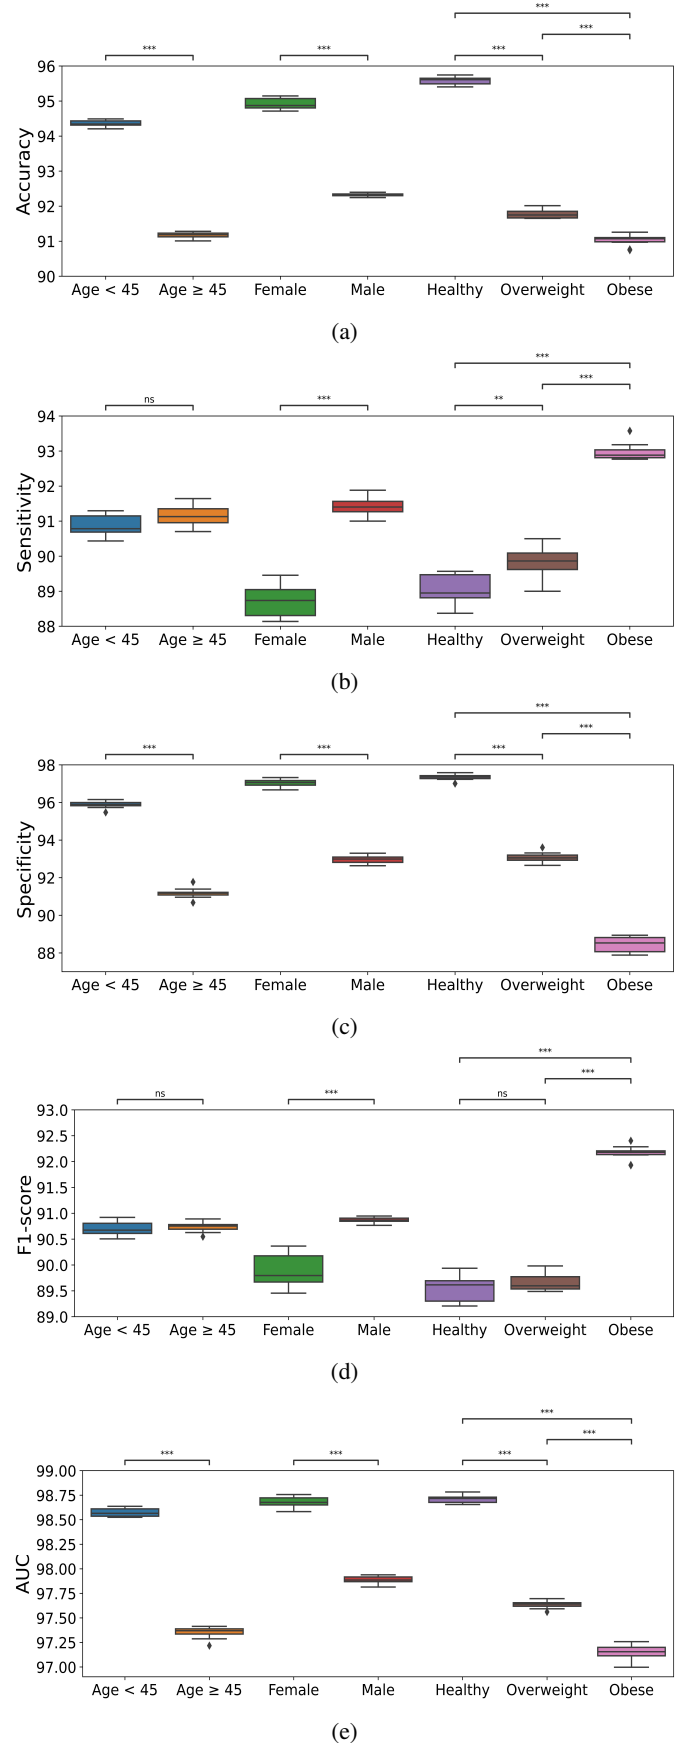 ***
***
*** *** ***
96
95
94
93
92
91
90
Accuracy
Age < 45 Age ≥ 45 Female Male Healthy Overweight Obese
(a)
***
***
ns *** **
94
93
92
91
90
89
88
Sensitivity
Age < 45 Age ≥ 45 Female Male Healthy Overweight Obese
(b)
***
***
*** *** ***
98
96
94
92
90
88
Specificity
Age < 45 Age ≥ 45 Female Male Healthy Overweight Obese
(c)
***
***
ns *** ns
93.0
92.5
92.0
91.5
91.0
90.5
90.0
89.5
89.0
F1-score
Age < 45 Age ≥ 45 Female Male Healthy Overweight Obese
(d)
***
***
*** *** ***
99.00
98.75
98.50
98.25
98.00
97.75
97.50
97.25
97.00
AUC
Age < 45 Age ≥ 45 Female Male Healthy Overweight Obese
(e)